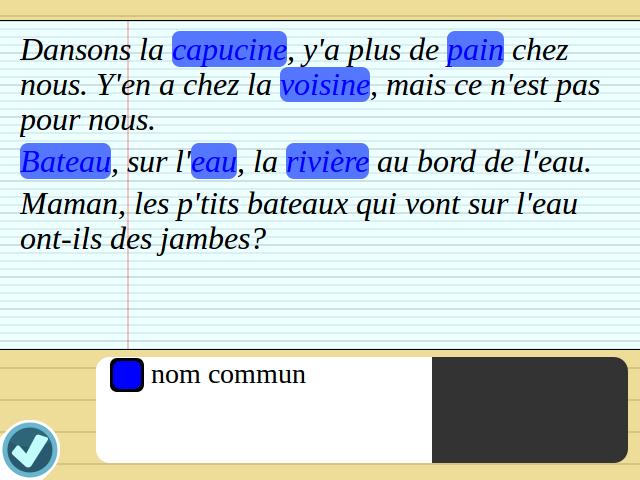 Dansons la capucine, y'a plus de pain chez
nous. Y'en a chez la voisine, mais ce n'est pas
pour nous.
Bateau, sur l'eau, la rivière au bord de l'eau.
Maman, les p'tits bateaux qui vont sur l'eau
ont-ils des jambes?
nom commun